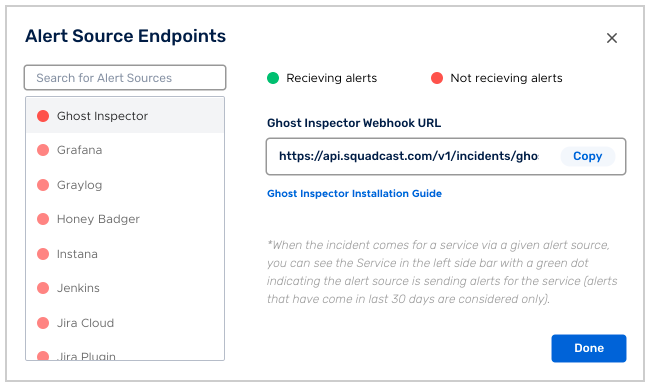 Alert Source Endpoints
Search for Alert Sources
Ghost Inspector
Grafana
Graylog
Honey Badger
Instana
Jenkins
Jira Cloud
Jira Plugin
Recieving alerts
Not recieving alerts
Ghost Inspector Webhook URL
https://api.squadcast.com/v1/incidents/gho
Copy
Ghost Inspector Installation Guide
*When the incident comes for a service via a given alert source,
you can see the Service in the left side bar with a green dot
indicating the alert source is sending alerts for the service (alerts
that have come in last 30 days are considered only).
Done